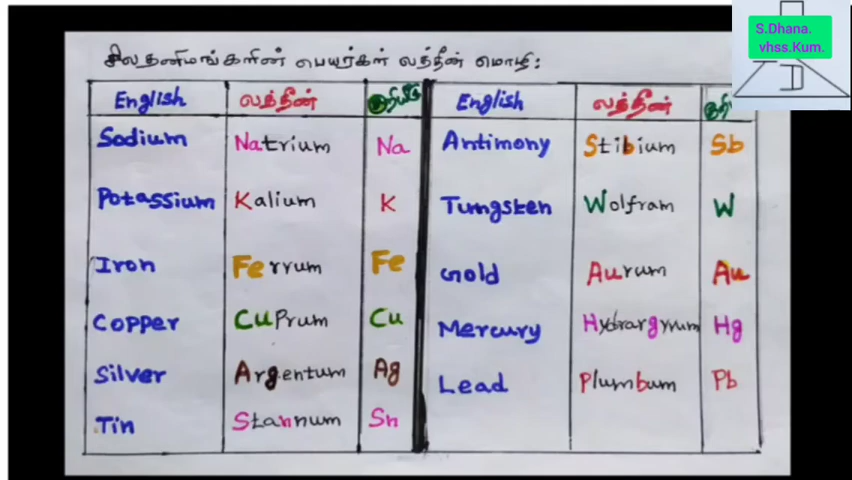 S.Dhana.
vhss.Kum.
சில தனிமங்களின் பெயர்கள் லத்தீன் மொழி:
English லத்தீன் குறியீடு English லத்தீன்
Sodium Natrium Na Antimony Stibium Sb
Potassium Kalium K Tungsten Wolfram W
Iron Ferrum Fe Gold Aurum Au
Copper CuPrum Cu Mercury Hydrargyrum Hg
Silver Argentum Ag Lead Plumbum Pb
Tin Stannum Sn